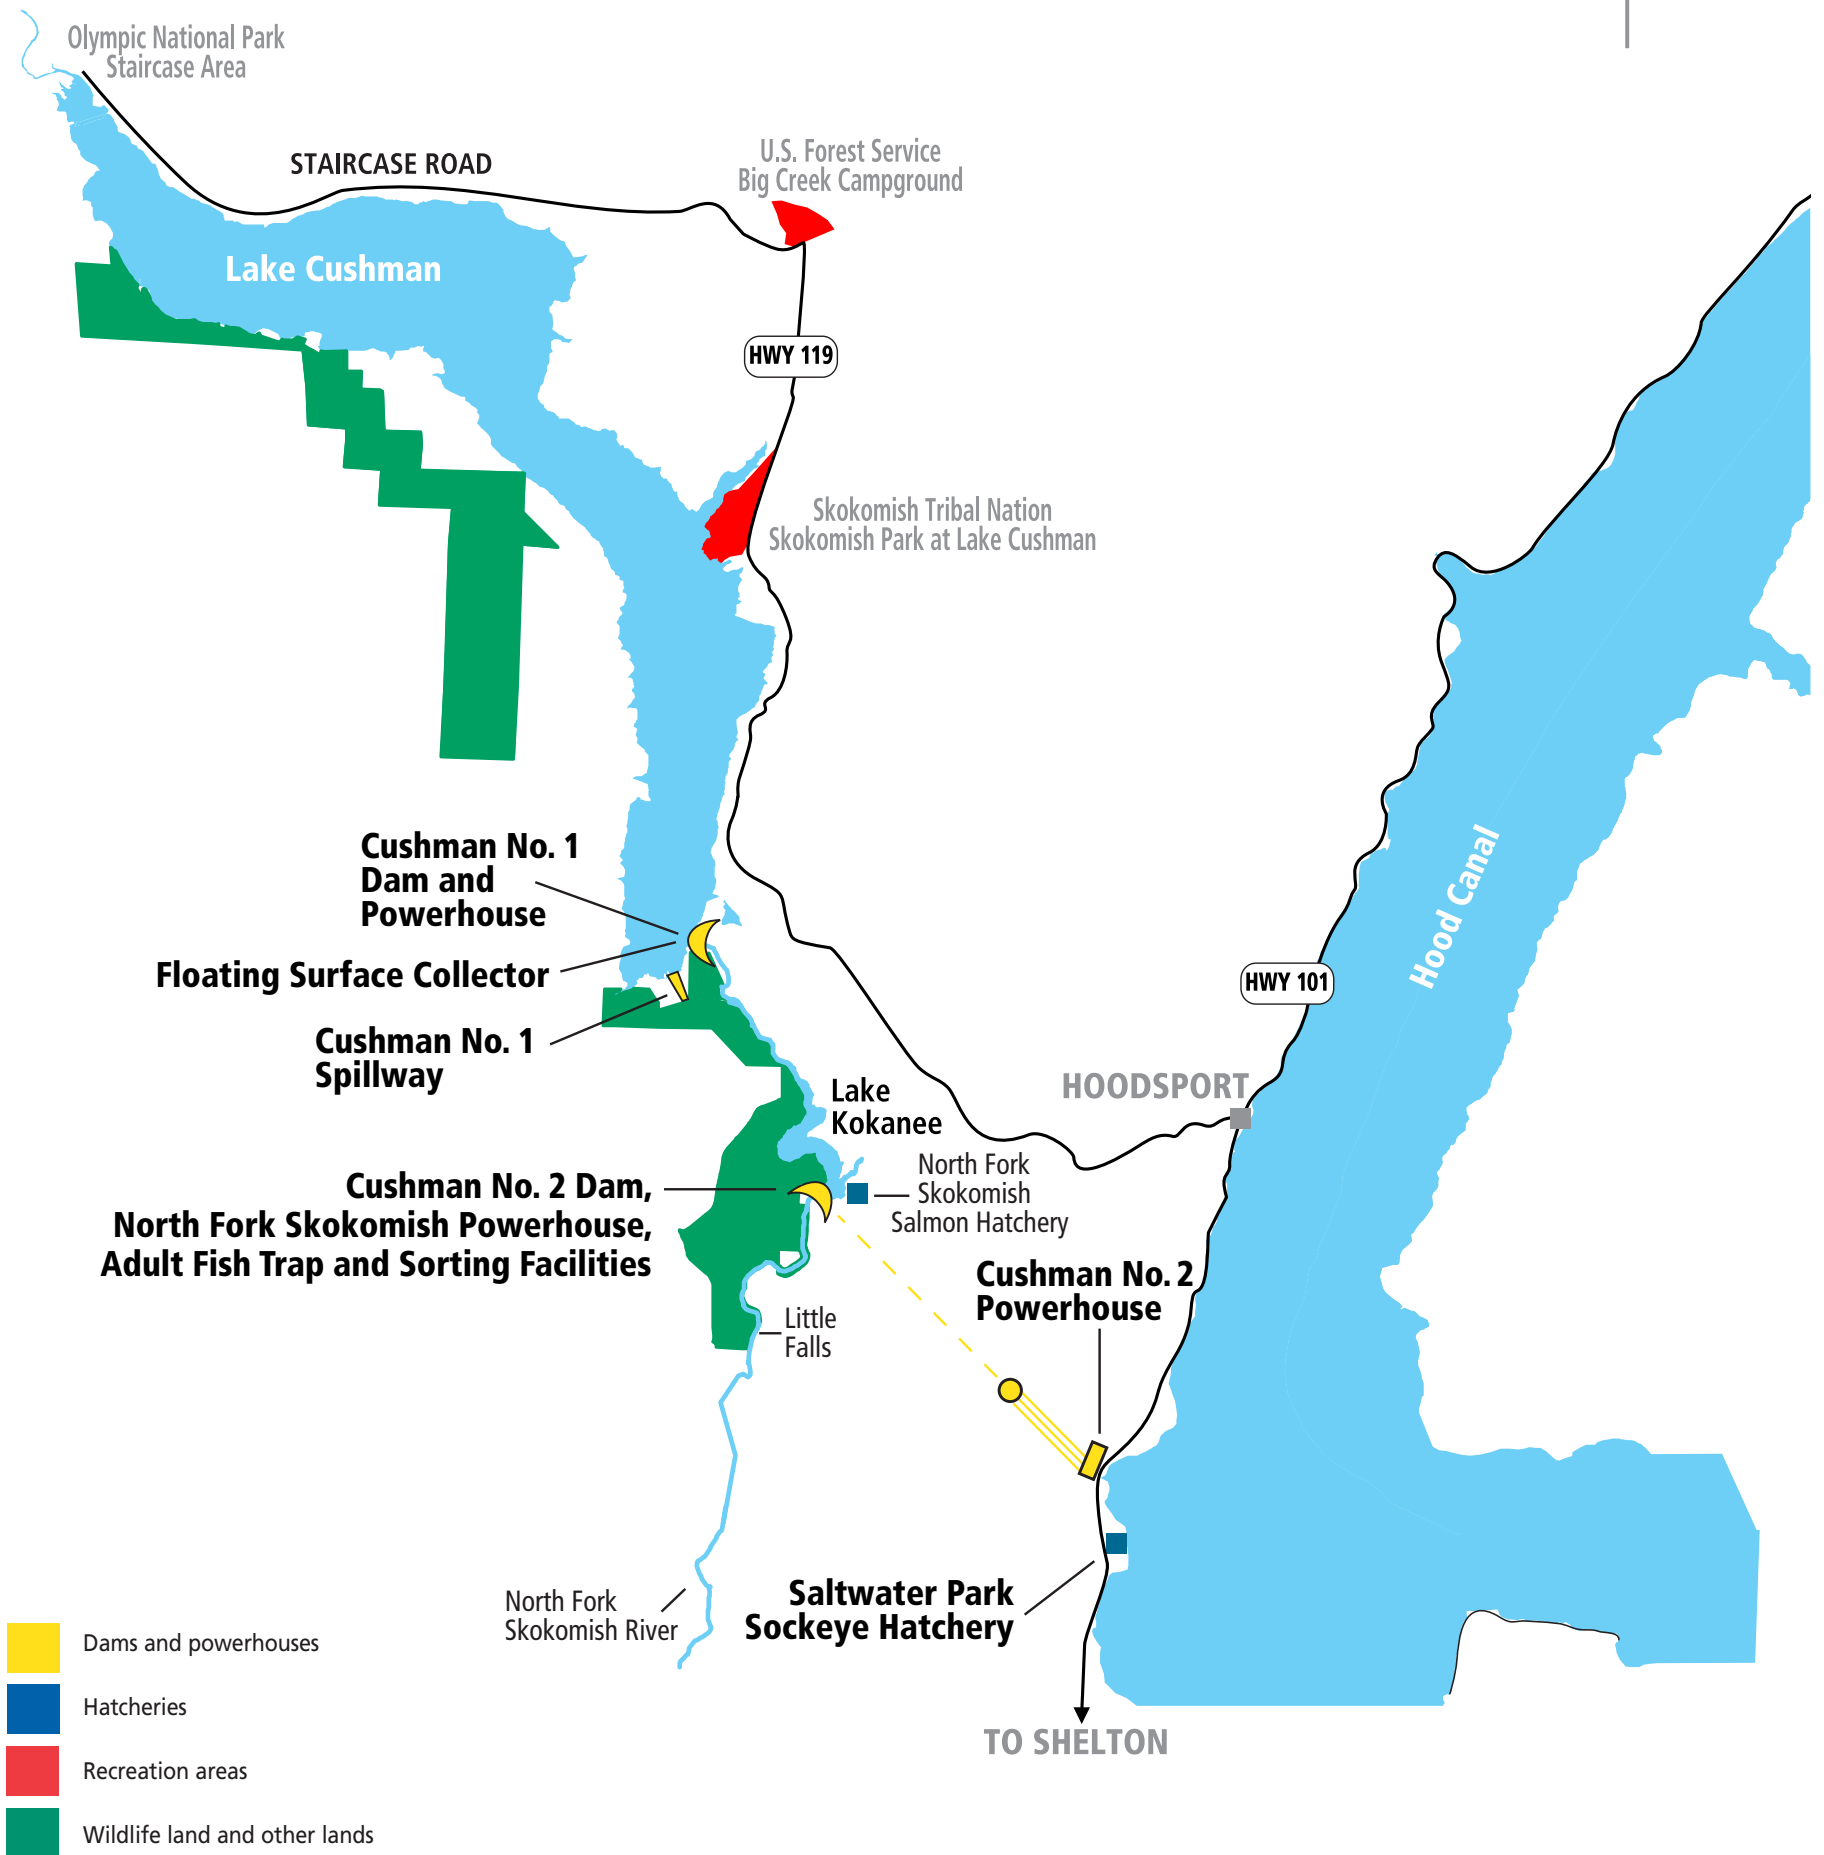 Olympic National Park
Staircase Area
STAIRCASE ROAD
U.S. Forest Service
Big Creek Campground
Lake Cushman
HWY 119
Skokomish Tribal Nation
Skokomish Park at Lake Cushman
Cushman No. 1
Dam and
Powerhouse
Floating Surface Collector
Cushman No. 1
Spillway
Hood Canal
HWY 101
HOODSPORT
Lake
Kokanee
North Fork
Skokomish
Salmon Hatchery
Cushman No. 2 Dam,
North Fork Skokomish Powerhouse,
Adult Fish Trap and Sorting Facilities
Cushman No. 2
Powerhouse
Little
Falls
North Fork
Skokomish River
Saltwater Park
Sockeye Hatchery
TO SHELTON
Dams and powerhouses
Hatcheries
Recreation areas
Wildlife land and other lands